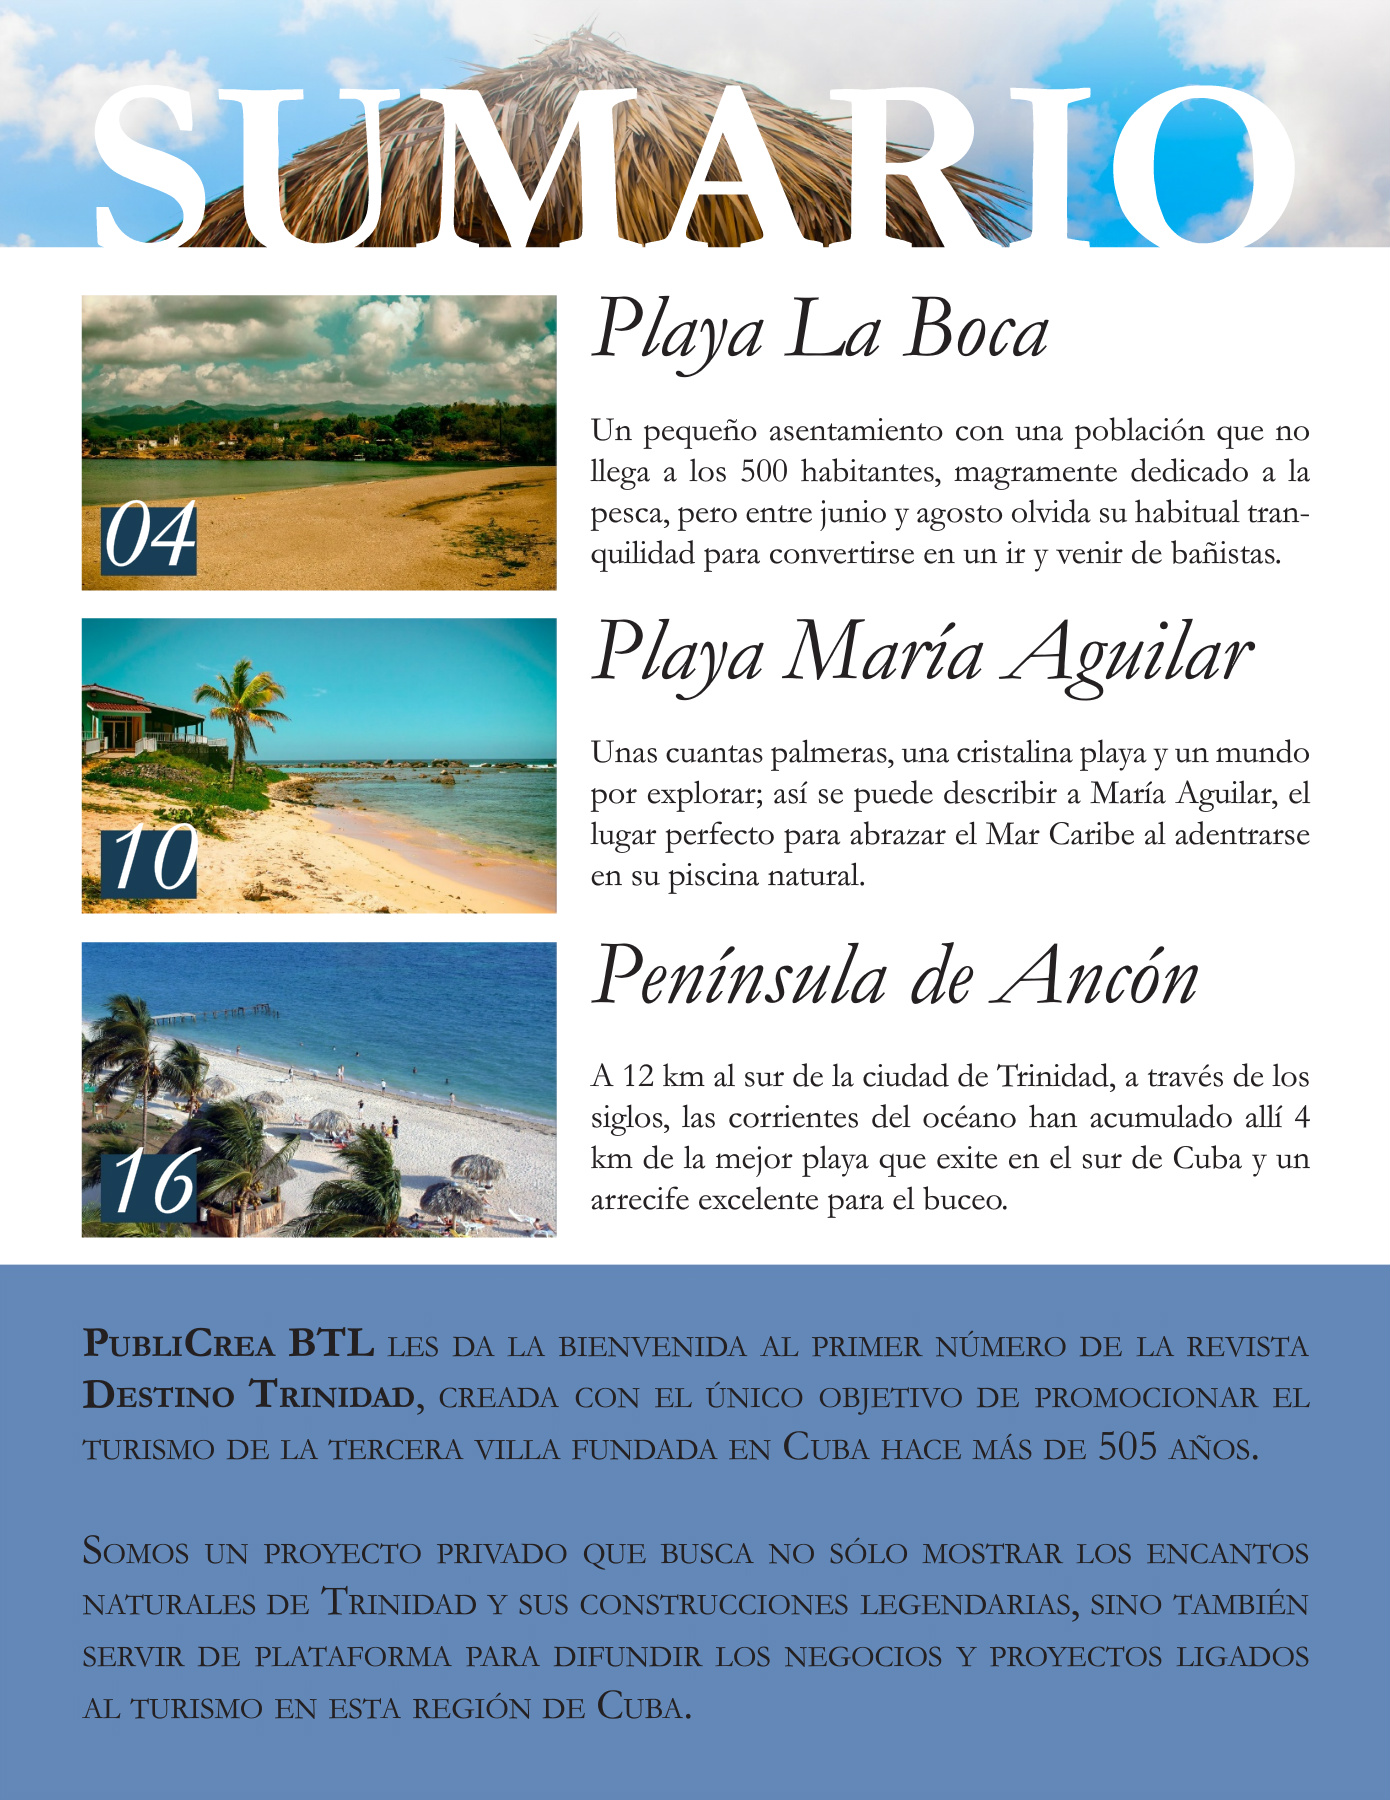 SUMARIO
Playa La Boca
Un pequeño asentamiento con una población que no
llega a los 500 habitantes, magramente dedicado a la
pesca, pero entre junio y agosto olvida su habitual tran-
quilidad para convertirse en un ir y venir de bañistas.
04
Playa María Aguilar
Unas cuantas palmeras, una cristalina playa y un mundo
por explorar; así se puede describir a María Aguilar, el
lugar perfecto para abrazar el Mar Caribe al adentrarse
en su piscina natural.
10
Península de Ancón
A 12 km al sur de la ciudad de Trinidad, a través de los
siglos, las corrientes del océano han acumulado allí 4
km de la mejor playa que exite en el sur de Cuba y un
arrecife excelente para el buceo.
16
PubliCrea BTL les da la bienvenida al primer número de la revista
Destino Trinidad, creada con el único objetivo de promocionar el
turismo de la tercera villa fundada en Cuba hace más de 505 años.
Somos un proyecto privado que busca no sólo mostrar los encantos
naturales de Trinidad y sus construcciones legendarias, sino también
servir de plataforma para difundir los negocios y proyectos ligados
al turismo en esta región de Cuba.